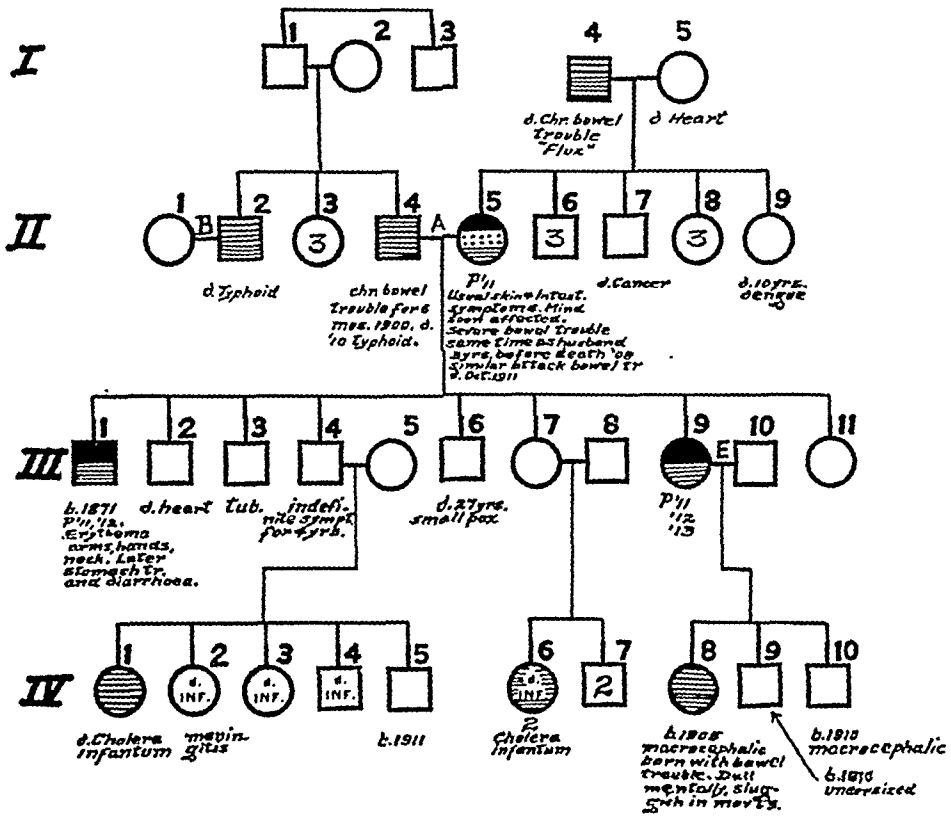 I
1
2
3
4
5
d. Chr. bowel
trouble
"Flux"
d Heart
II
1
B
2
3
3
4
A
5
6
3
7
8
3
9
d. Typhoid
chr. bowel
trouble for 6
mos. 1900. d.
'10 Typhoid.
P'11
Usual skin & Intest.
symptoms. Mind
soon affected.
Severe bowel trouble
same time as husband
before death '08
similar attack bowel tr
d. Oct. 1911
d. Cancer
d. 10 yrs.
dengue
III
1
2
3
4
5
6
7
8
9
E
10
11
b. 1871
P'11, '12.
Erythema
arms, hands,
neck. Later
stomach tr.
and diarrhoea.
d. heart
tub.
indefi-
nite sympt.
for 4 yrs.
d. 27 yrs.
small pox
P'11
'12
'13
IV
1
2
d.
INF.
3
d.
INF.
4
d.
INF.
5
6
d.
INF.
7
2
8
9
10
d. Cholera
infantum
menin-
gitis
b. 1911
2
Cholera
infantum
b. 1908
macrocephalic
born with bowel
trouble. Dull
mentally, slug-
gish in
b. 1910
macrocephalic
undersized